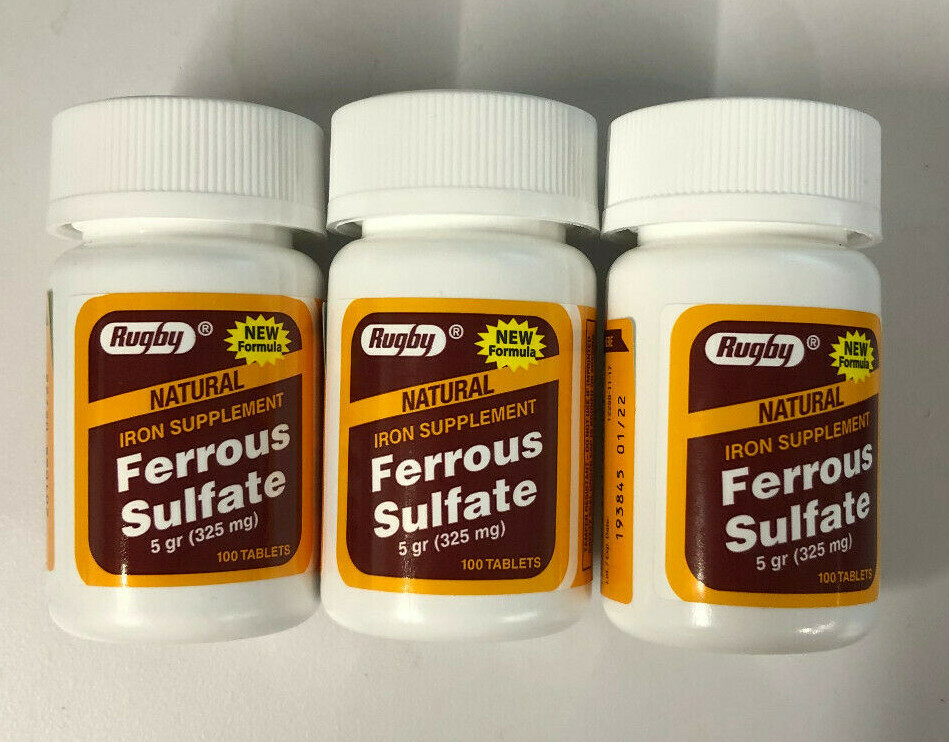 Rugby®
NEW
Formula
NATURAL
IRON SUPPLEMENT
Ferrous
Sulfate
5 gr (325 mg)
100 TABLETS
Rugby®
NEW
Formula
NATURAL
IRON SUPPLEMENT
Ferrous
Sulfate
5 gr (325 mg)
100 TABLETS
193845 01/22
Rugby®
NEW
Formula
NATURAL
IRON SUPPLEMENT
Ferrous
Sulfate
5 gr (325 mg)
100 TABLETS